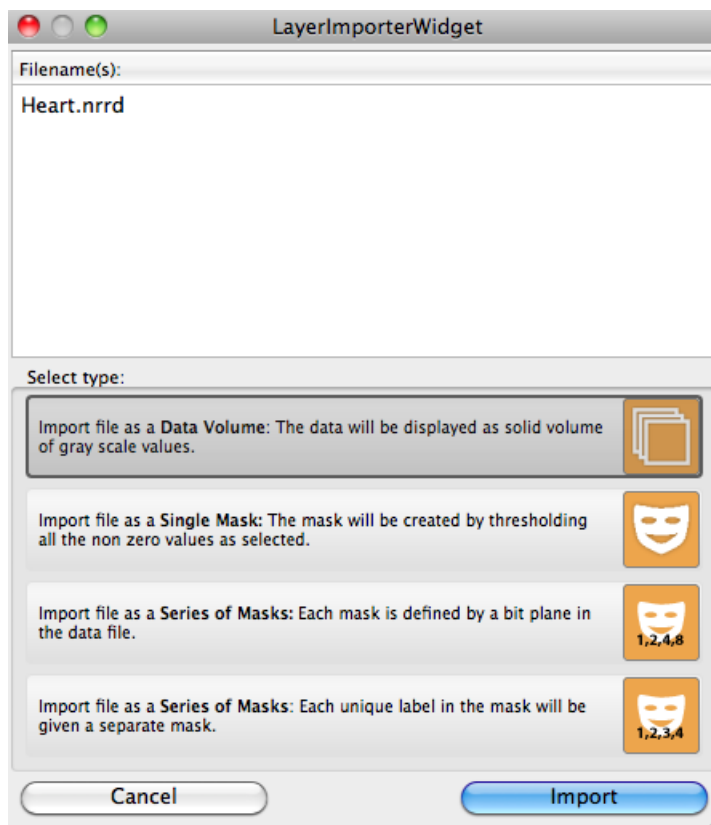 LayerImporterWidget
Filename(s):
Heart.nrrd
Select type:
Import file as a Data Volume: The data will be displayed as solid volume
of gray scale values.
Import file as a Single Mask: The mask will be created by thresholding
all the non zero values as selected.
Import file as a Series of Masks: Each mask is defined by a bit plane in
the data file.
1,2,4,8
Import file as a Series of Masks: Each unique label in the mask will be
given a separate mask.
1,2,3,4
Cancel
Import